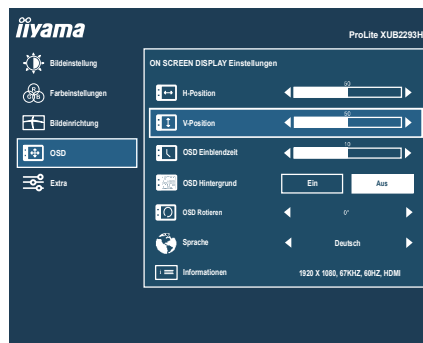 iiyama
ProLite XUB2293H
Bildeinstellung
Farbeinstellungen
Bildeinrichtung
OSD
Extra
ON SCREEN DISPLAY Einstellungen
H-Position
50
V-Position
50
OSD Einblendzeit
10
OSD Hintergrund
Ein
Aus
OSD Rotieren
0°
Sprache
Deutsch
Informationen
1920 X 1080, 67KHZ, 60HZ, HDMI